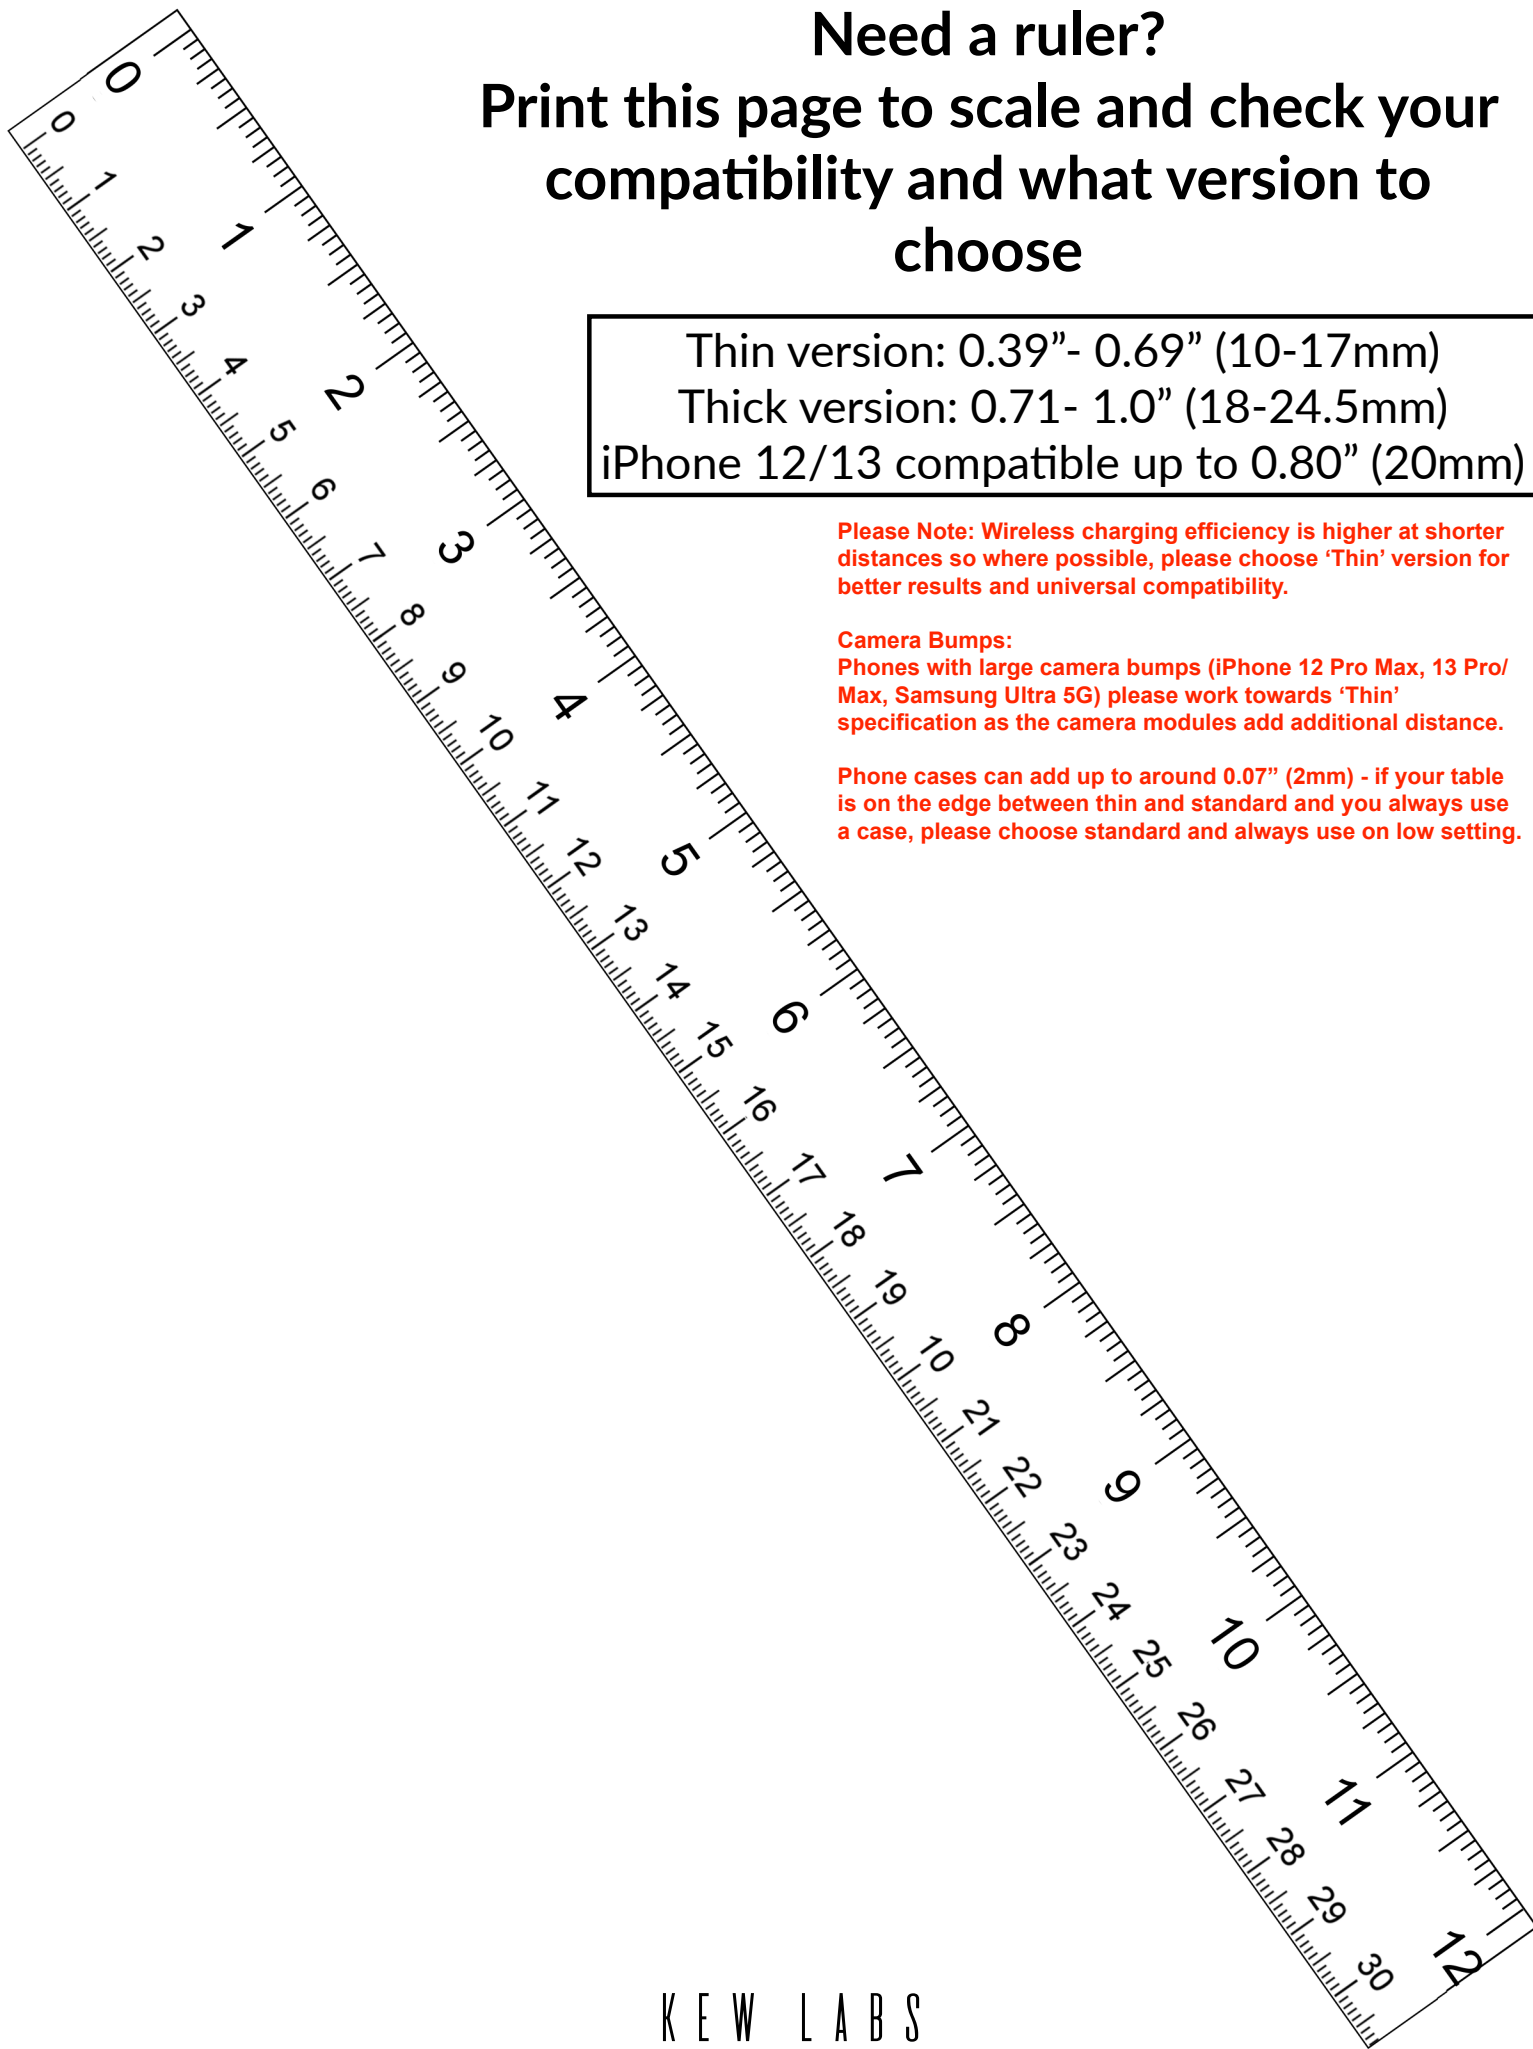 Need a ruler?
Print this page to scale and check your
compatibility and what version to
choose
Thin version: 0.39”- 0.69” (10-17mm)
Thick version: 0.71- 1.0” (18-24.5mm)
iPhone 12/13 compatible up to 0.80” (20mm)
Please Note: Wireless charging efficiency is higher at shorter
distances so where possible, please choose ‘Thin’ version for
better results and universal compatibility.
Camera Bumps:
Phones with large camera bumps (iPhone 12 Pro Max, 13 Pro/
Max, Samsung Ultra 5G) please work towards ‘Thin’
specification as the camera modules add additional distance.
Phone cases can add up to around 0.07” (2mm) - if your table
is on the edge between thin and standard and you always use
a case, please choose standard and always use on low setting.
0 1 2 3 4 5 6 7 8 9 10 11 12
0 1 2 3 4 5 6 7 8 9 10 11 12 13 14 15 16 17 18 19 10 21 22 23 24 25 26 27 28 29 30
KEW LABS